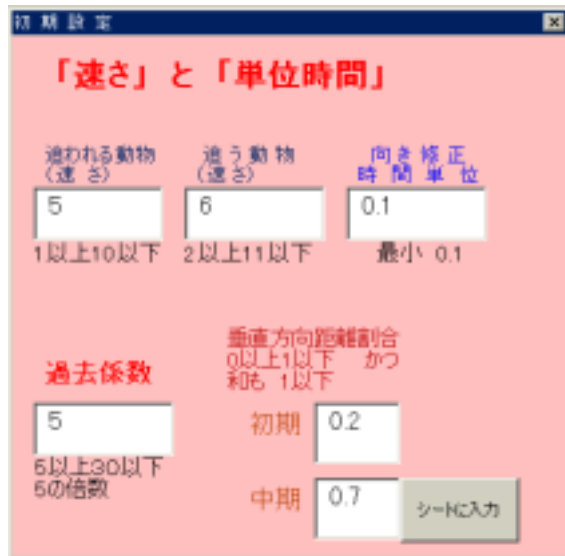 初期設定
「速さ」と「単位時間」
追われる動物
(速さ)
5
1以上10以下
追う動物
(速さ)
6
2以上11以下
向き修正
時間単位
0.1
最小 0.1
過去係数
5
5以上30以下
5の倍数
垂直方向距離割合
0以上1以下 かつ
和も 1以下
初期 0.2
中期 0.7
シートに入力